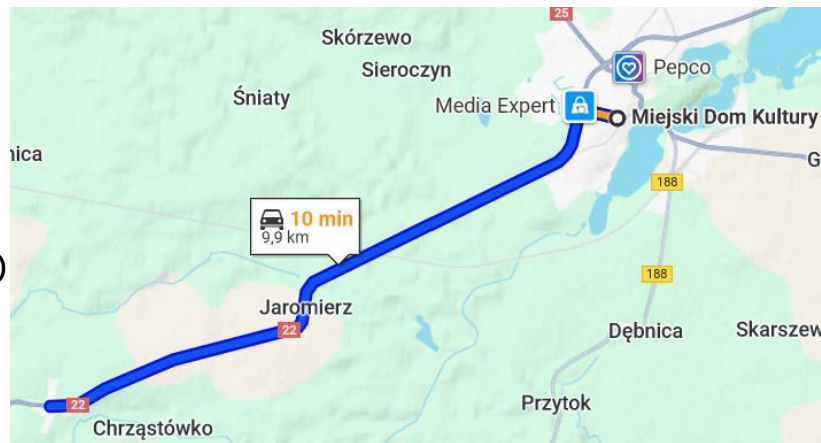 25
Skórzewo
Sieroczyn
Pepco
Śniaty
Media Expert
Miejski Dom Kultury
nica
G
188
10 min
9,9 km
)
188
Jaromierz
22
Dębnica
Skarszew
Przytok
22
Chrząstówko